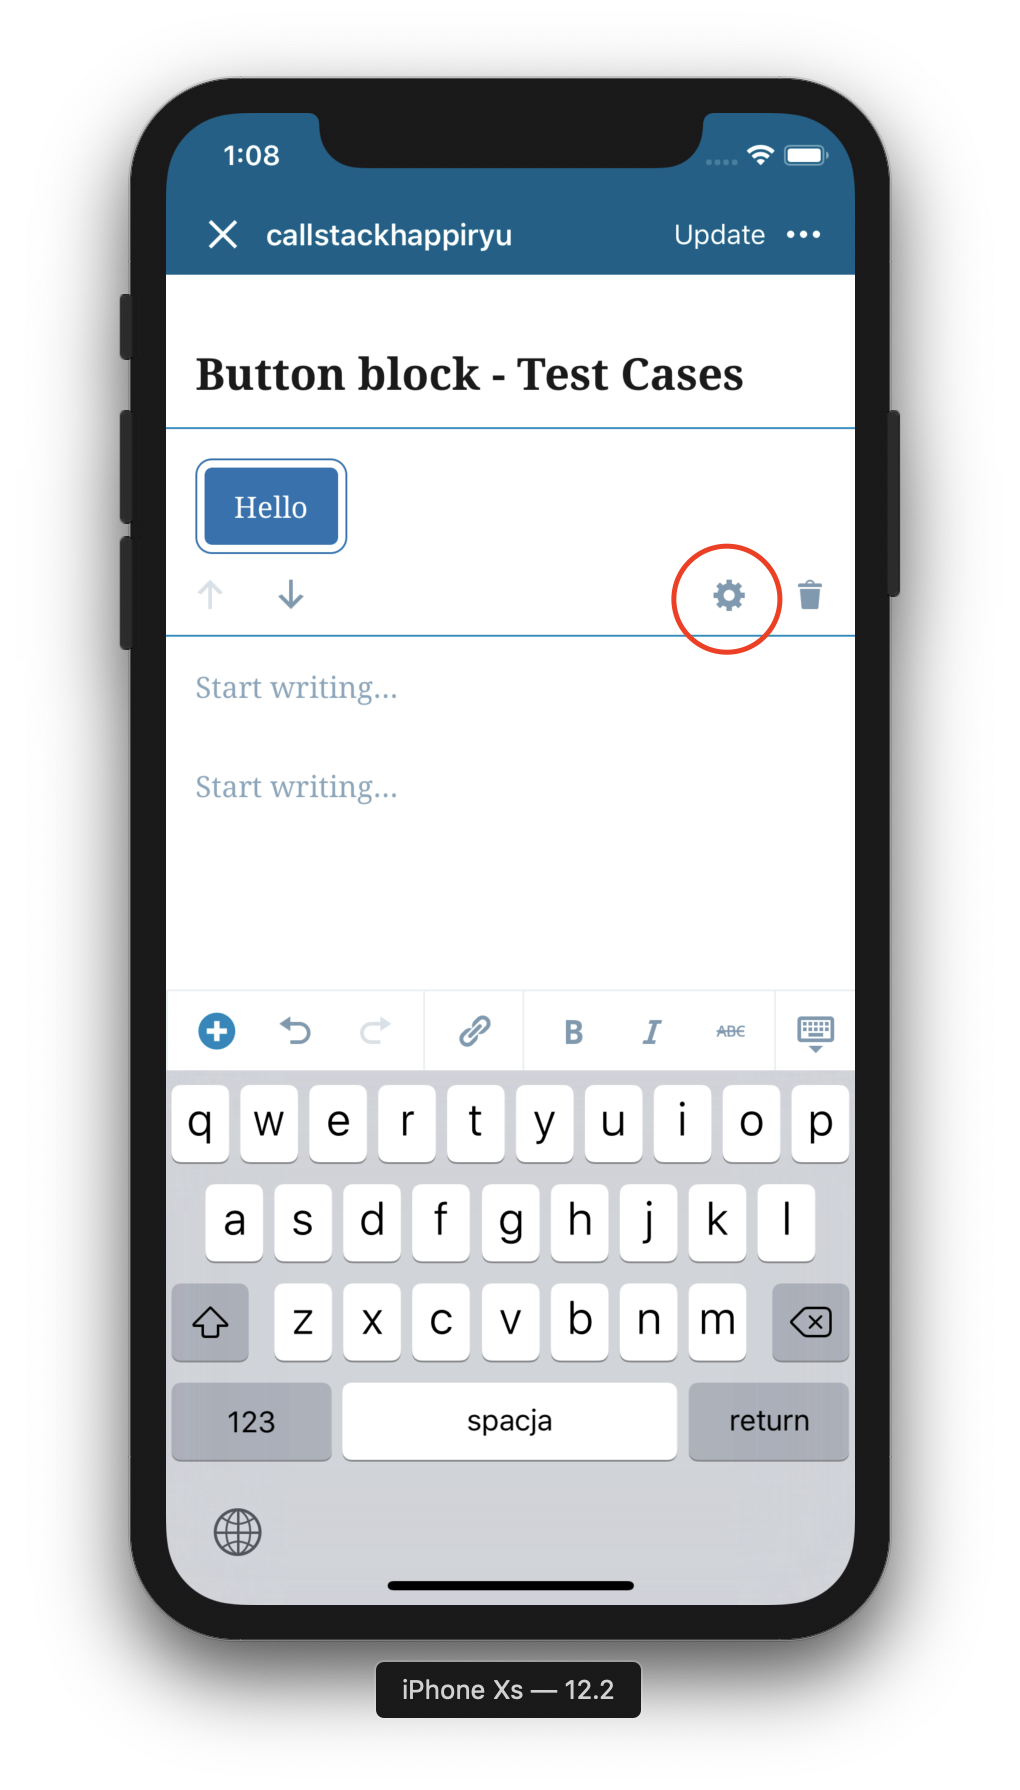 1:08
callstackhappiryu Update
Button block - Test Cases
Hello
Start writing...
Start writing...
B I ABC
q w e r t y u i o p
a s d f g h j k l
z x c v b n m
123 spacja return
iPhone Xs — 12.2